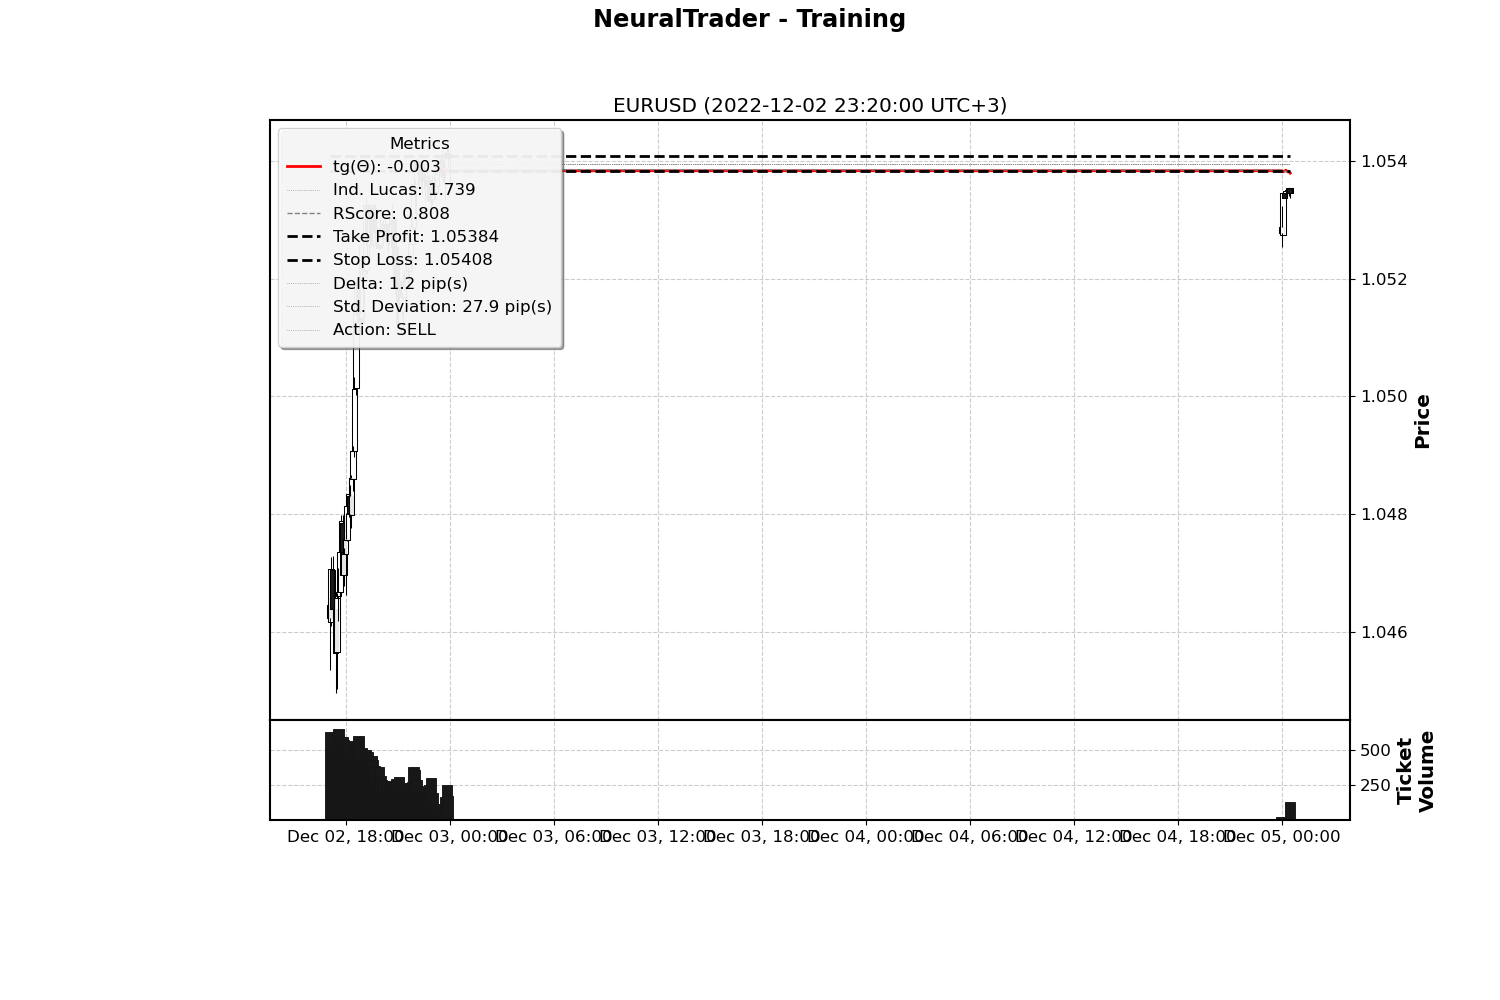 NeuralTrader - Training
EURUSD (2022-12-02 23:20:00 UTC+3)
Metrics
tg(Θ): -0.003
Ind. Lucas: 1.739
RScore: 0.808
Take Profit: 1.05384
Stop Loss: 1.05408
Delta: 1.2 pip(s)
Std. Deviation: 27.9 pip(s)
Action: SELL
1.054
1.052
1.050
1.048
1.046
Price
500
250
Ticket
Volume
Dec 02, 18:00
Dec 03, 00:00
Dec 03, 06:00
Dec 03, 12:00
Dec 03, 18:00
Dec 04, 00:00
Dec 04, 06:00
Dec 04, 12:00
Dec 04, 18:00
Dec 05, 00:00